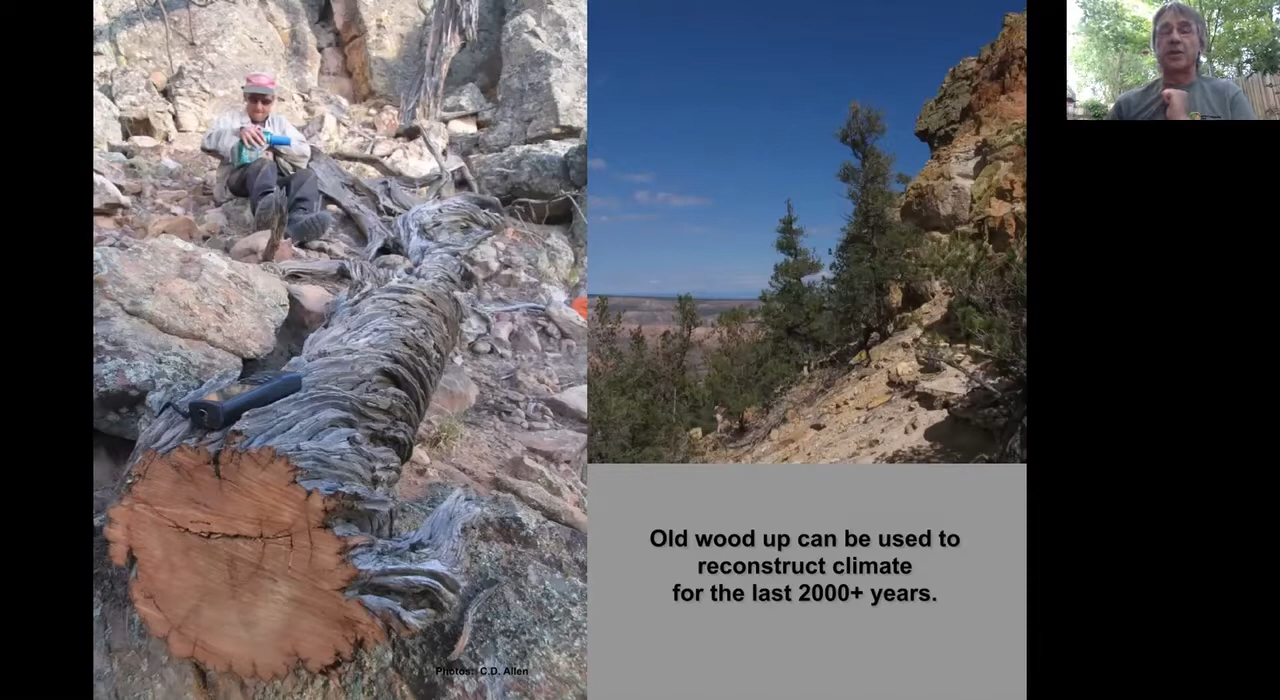 Old wood up can be used to
reconstruct climate
for the last 2000+ years.
Photos: C.D. Allen